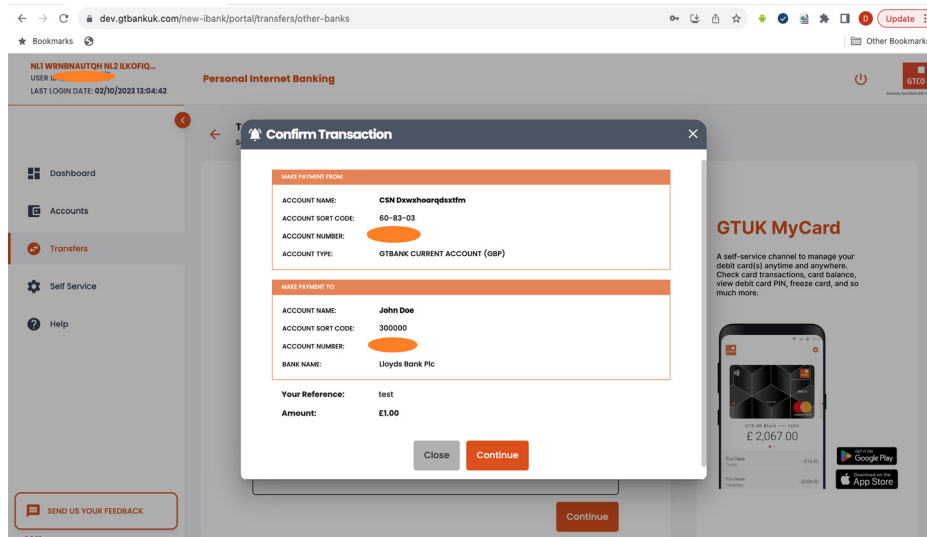 dev.gtbankuk.com/new-ibank/portal/transfers/other-banks
D Update
Bookmarks
Other Bookmarks
NL1 WRNBNAUTQH NL2 ILKOFIQ...
USER
LAST LOGIN DATE: 02/10/2023 13:04:42
Personal Internet Banking
GTCO
Dashboard
Accounts
Transfers
Self Service
Help
SEND US YOUR FEEDBACK
Confirm Transaction
MAKE PAYMENT FROM:
ACCOUNT NAME: CSN Dxwxhoarqdsxtfm
ACCOUNT SORT CODE: 60-83-03
ACCOUNT NUMBER:
ACCOUNT TYPE: GTBANK CURRENT ACCOUNT (GBP)
MAKE PAYMENT TO:
ACCOUNT NAME: John Doe
ACCOUNT SORT CODE: 300000
ACCOUNT NUMBER:
BANK NAME: Lloyds Bank Plc
Your Reference: test
Amount: £1.00
Close Continue
Continue
GTUK MyCard
A self-service channel to manage your
debit card(s) anytime and anywhere.
Check card transactions, card balance,
view debit card PIN, freeze card, and so
much more.
£ 2,067.00
Purchase
Today
Purchase
Yesterday
GET IT ON
Google Play
Download on the
App Store